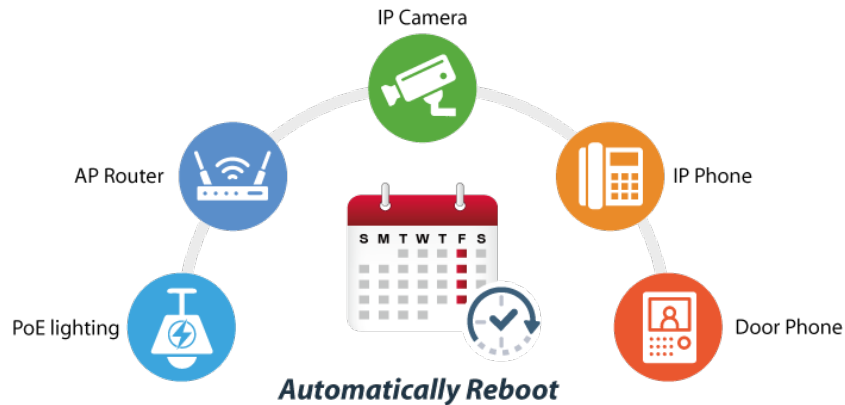 IP Camera
AP Router
IP Phone
S M T W T F S
PoE lighting
Door Phone
Automatically Reboot